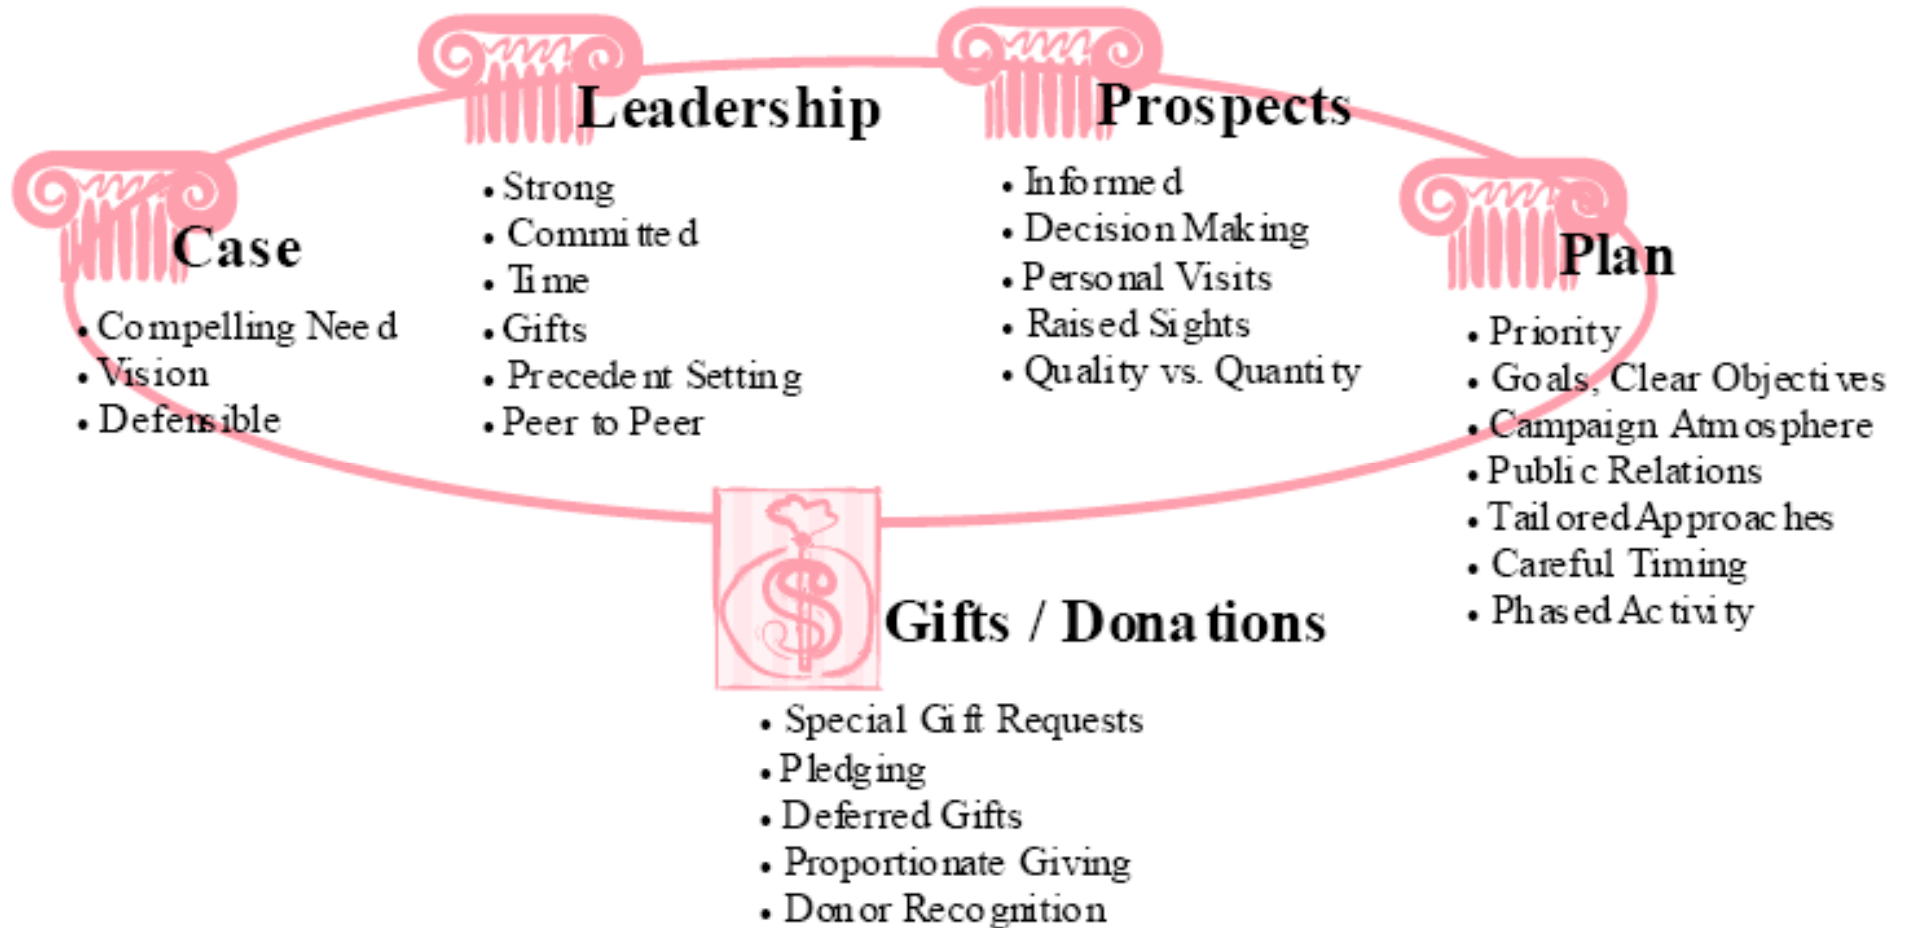 Case
• Compelling Need
• Vision
• Defensible
Leadership
• Strong
• Committed
• Time
• Gifts
• Precedent Setting
• Peer to Peer
Prospects
• Informed
• Decision Making
• Personal Visits
• Raised Sights
• Quality vs. Quantity
Plan
• Priority
• Goals, Clear Objectives
• Campaign Atmosphere
• Public Relations
• Tailored Approaches
• Careful Timing
• Phased Activity
Gifts / Donations
• Special Gift Requests
• Pledging
• Deferred Gifts
• Proportionate Giving
• Donor Recognition